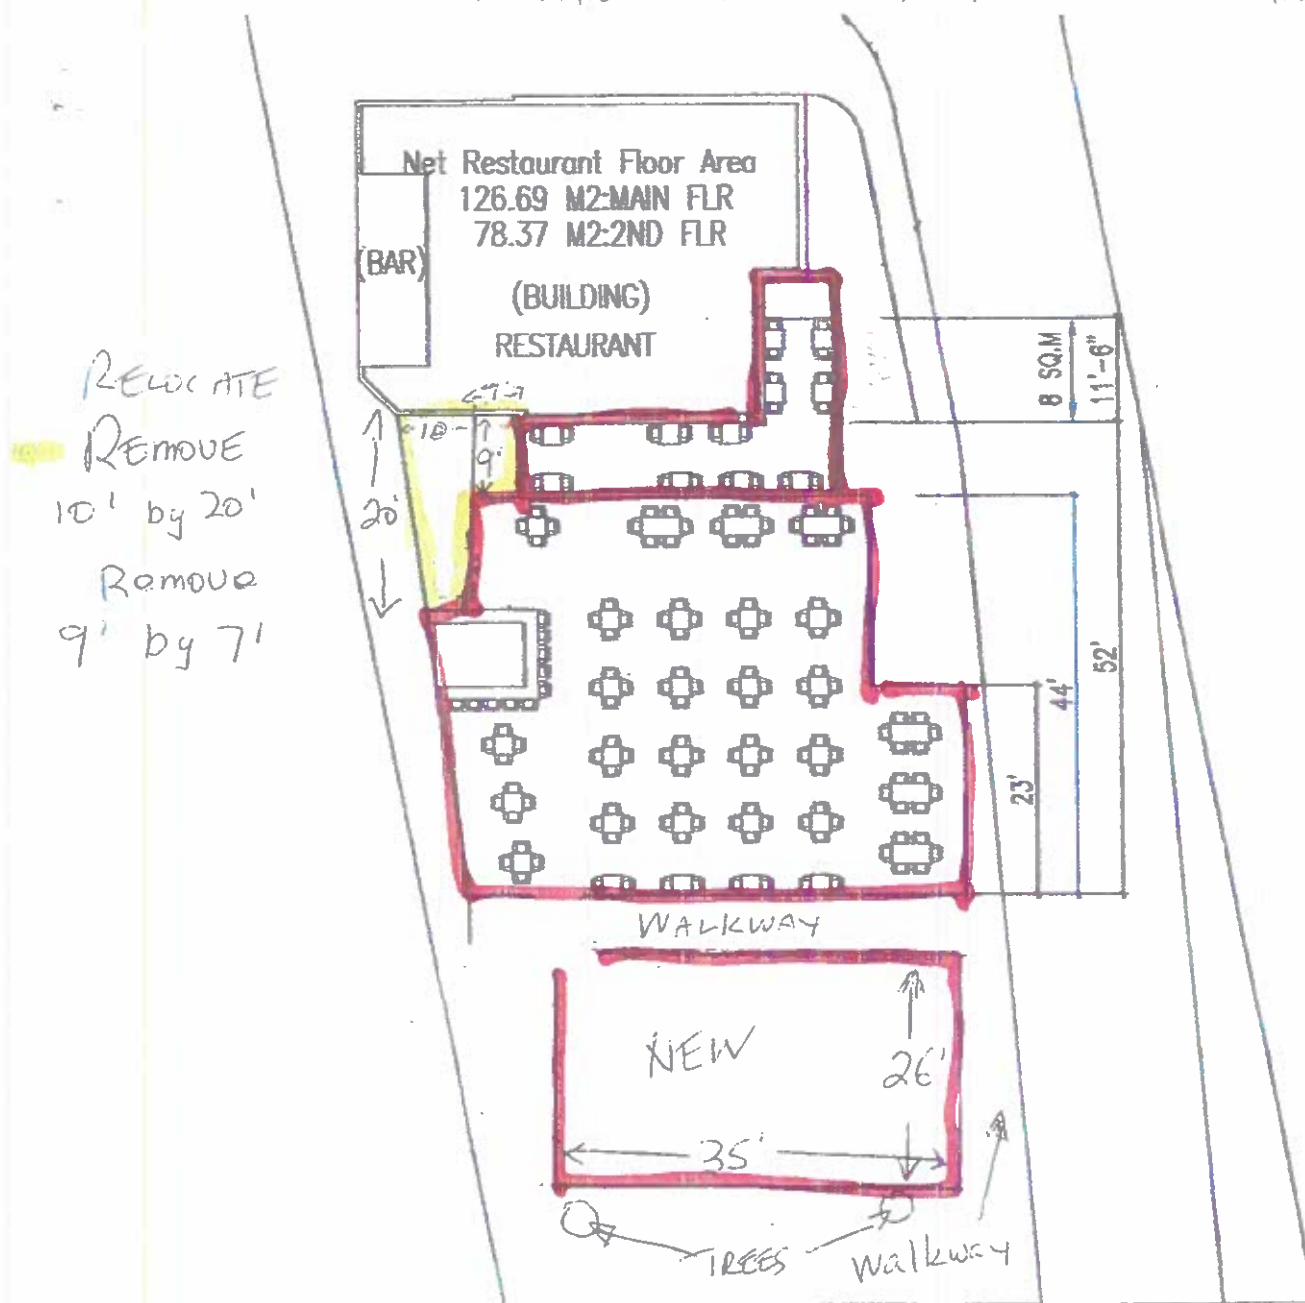 Net Restaurant Floor Area
126.69 M2:MAIN FLR
78.37 M2:2ND FLR
(BAR)
(BUILDING)
RESTAURANT
8 SQ.M
11'-6"
RELOCATE
REMOVE
10' by 20'
Remove
9' by 7'
7'
10
9'
20'
52'
44'
23'
WALKWAY
NEW
26'
35'
TREES
Walkway